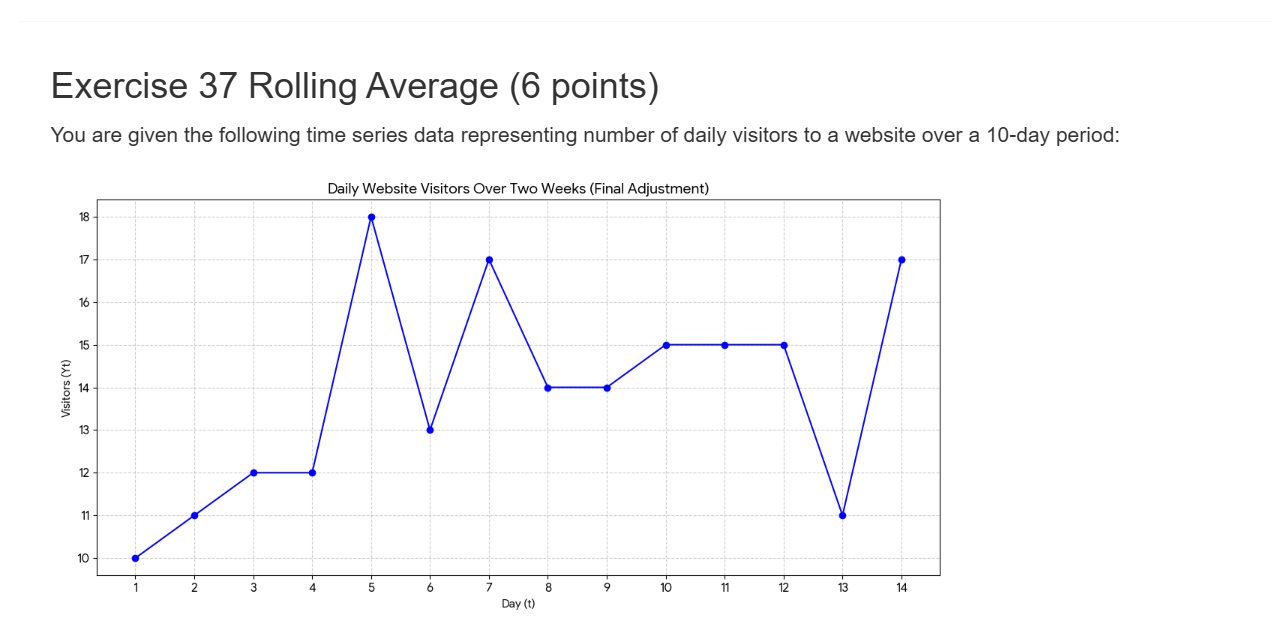 Exercise 37 Rolling Average (6 points)
You are given the following time series data representing number of daily visitors to a website over a 10-day period:
Daily Website Visitors Over Two Weeks (Final Adjustment)
18
17
16
15
14
13
12
11
10
Visitors (Yt)
1 2 3 4 5 6 7 8 9 10 11 12 13 14
Day (t)